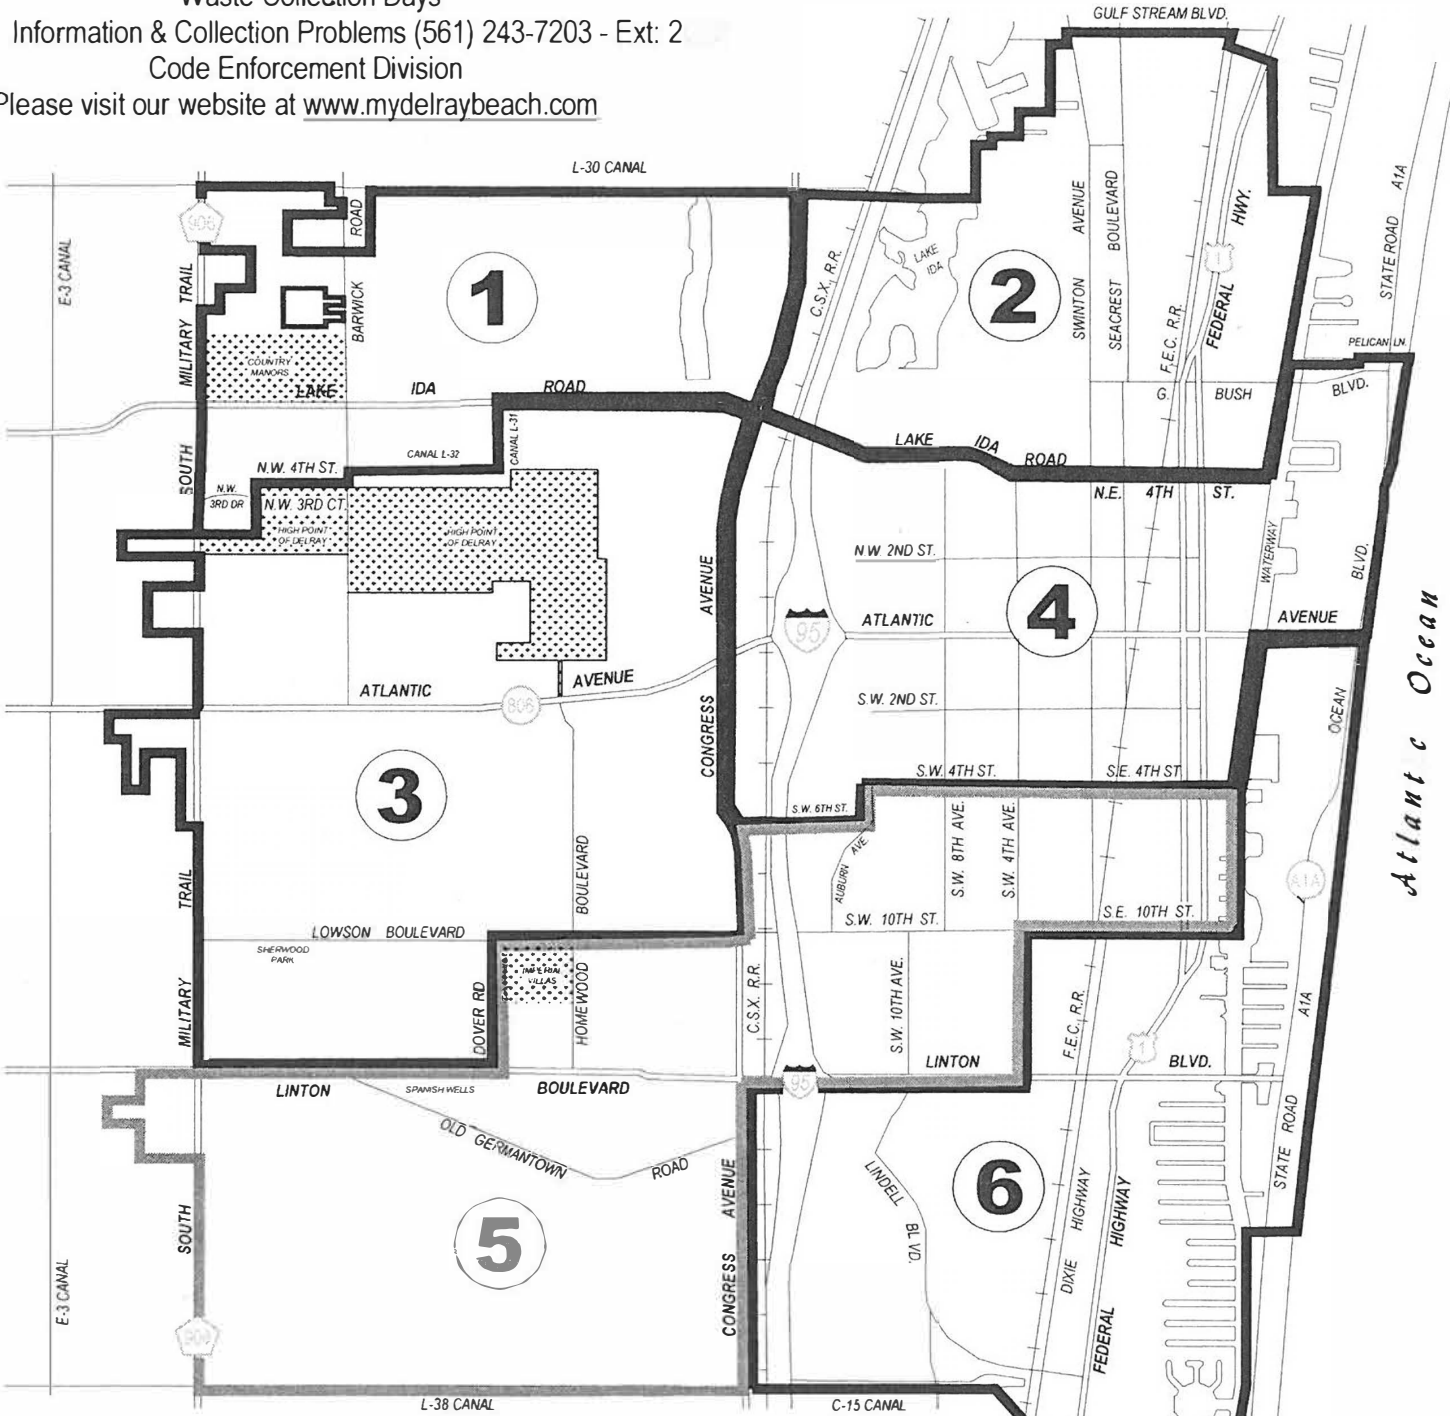 Waste Collection Days
Information & Collection Problems (561) 243-7203 - Ext: 2
Code Enforcement Division
Please visit our website at www.mydelraybeach.com
GULF STREAM BLVD.
L-30 CANAL
E-3 CANAL
SOUTH MILITARY TRAIL
BARWICK ROAD
1
COUNTRY
MANORS
LAKE IDA ROAD
C.S.X. R.R.
LAKE
IDA
2
SWINTON AVENUE
SEACREST BOULEVARD
F.E.C. R.R.
FEDERAL HWY.
1
STATE ROAD A1A
PELICAN LN.
G. BUSH BLVD.
LAKE IDA ROAD
N.E. 4TH ST.
CANAL L-31
CANAL L-32
N.W. 4TH ST.
N.W.
3RD DR
N.W. 3RD CT.
HIGH POINT
OF DELRAY
HIGH POINT
OF DELRAY
CONGRESS AVENUE
N.W. 2ND ST.
WATERWAY
95
ATLANTIC AVENUE
4
OCEAN BLVD.
Atlant c Ocean
ATLANTIC AVENUE
806
S.W. 2ND ST.
3
S.W. 4TH ST.
S.E. 4TH ST.
S.W. 6TH ST.
AUBURN AVE.
S.W. 8TH AVE.
S.W. 4TH AVE.
A1A
S.W. 10TH ST.
S.E. 10TH ST.
LOWSON BOULEVARD
SHERWOOD
PARK
MILITARY TRAIL
DOVER RD
IMPERIAL
VILLAS
HOMEWOOD BOULEVARD
C.S.X. R.R.
S.W. 10TH AVE.
F.E.C. R.R.
1
STATE ROAD A1A
LINTON BOULEVARD
SPANISH WELLS
95
LINTON BLVD.
OLD GERMANTOWN ROAD
SOUTH
5
CONGRESS AVENUE
LINDELL BLVD.
6
DIXIE HIGHWAY
FEDERAL HIGHWAY
E-3 CANAL
L-38 CANAL
C-15 CANAL